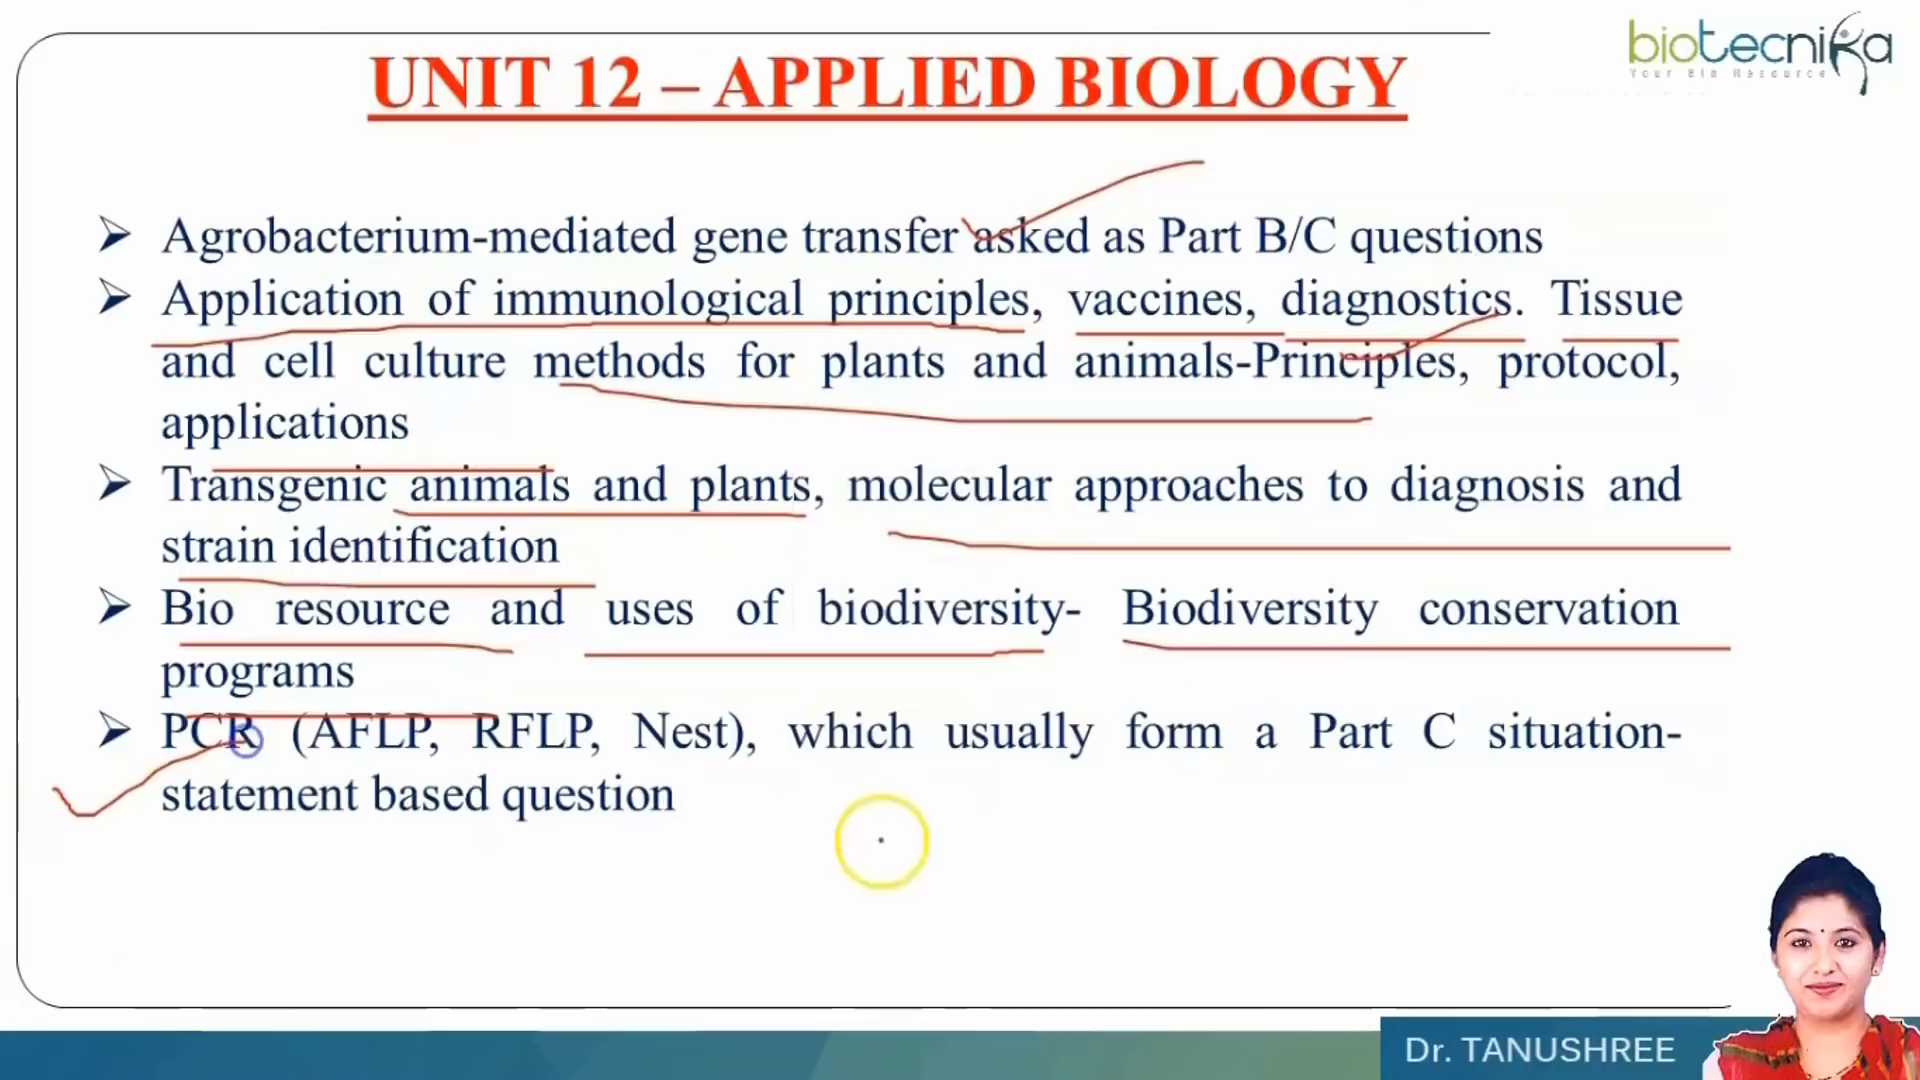 biotecnika
Your Bio Resource
UNIT 12 – APPLIED BIOLOGY
➢ Agrobacterium-mediated gene transfer asked as Part B/C questions
➢ Application of immunological principles, vaccines, diagnostics. Tissue
and cell culture methods for plants and animals-Principles, protocol,
applications
➢ Transgenic animals and plants, molecular approaches to diagnosis and
strain identification
➢ Bio resource and uses of biodiversity- Biodiversity conservation
programs
➢ PCR (AFLP, RFLP, Nest), which usually form a Part C situation-
statement based question
Dr. TANUSHREE